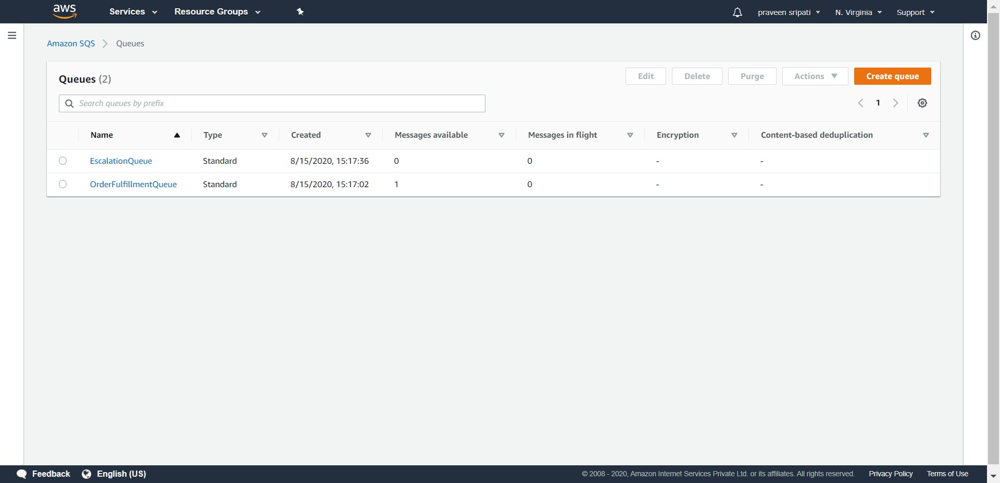 aws Services Resource Groups praveen sripati N. Virginia Support
Amazon SQS Queues
Queues (2) Edit Delete Purge Actions Create queue
Search queues by prefix 1
Name Type Created Messages available Messages in flight Encryption Content-based deduplication
EscalationQueue Standard 8/15/2020, 15:17:36 0 0 - -
OrderFulfillmentQueue Standard 8/15/2020, 15:17:02 1 0 - -
Feedback English (US) © 2008 - 2020, Amazon Internet Services Private Ltd. or its affiliates. All rights reserved. Privacy Policy Terms of Use